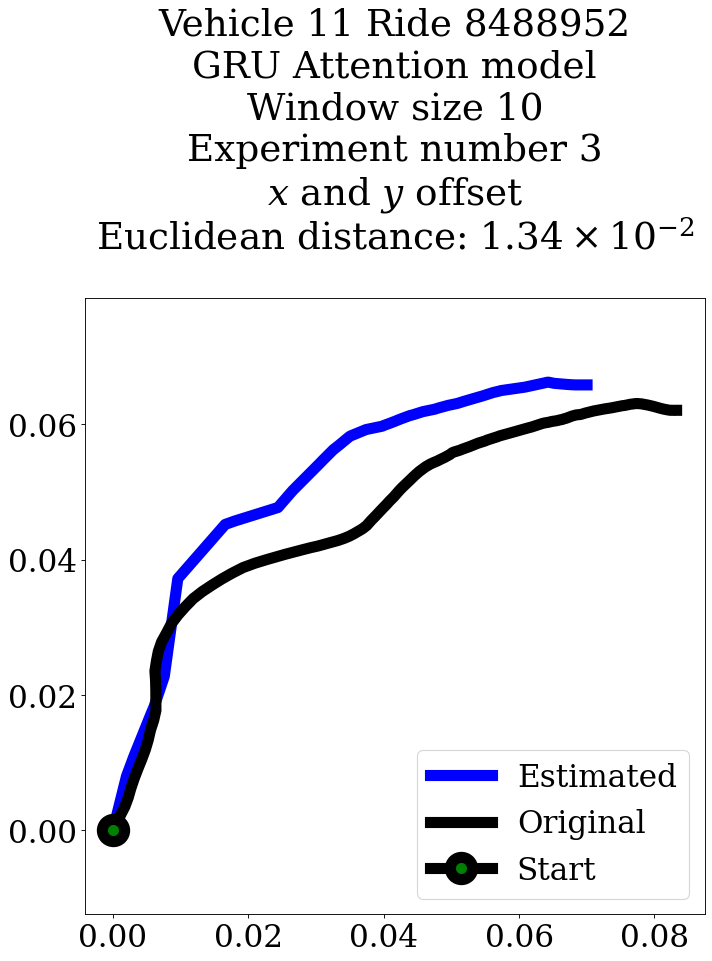 Vehicle 11 Ride 8488952
GRU Attention model
Window size 10
Experiment number 3
x and y offset
Euclidean distance: 1.34 × 10⁻²
0.06
0.04
0.02
0.00
Estimated
Original
Start
0.00 0.02 0.04 0.06 0.08